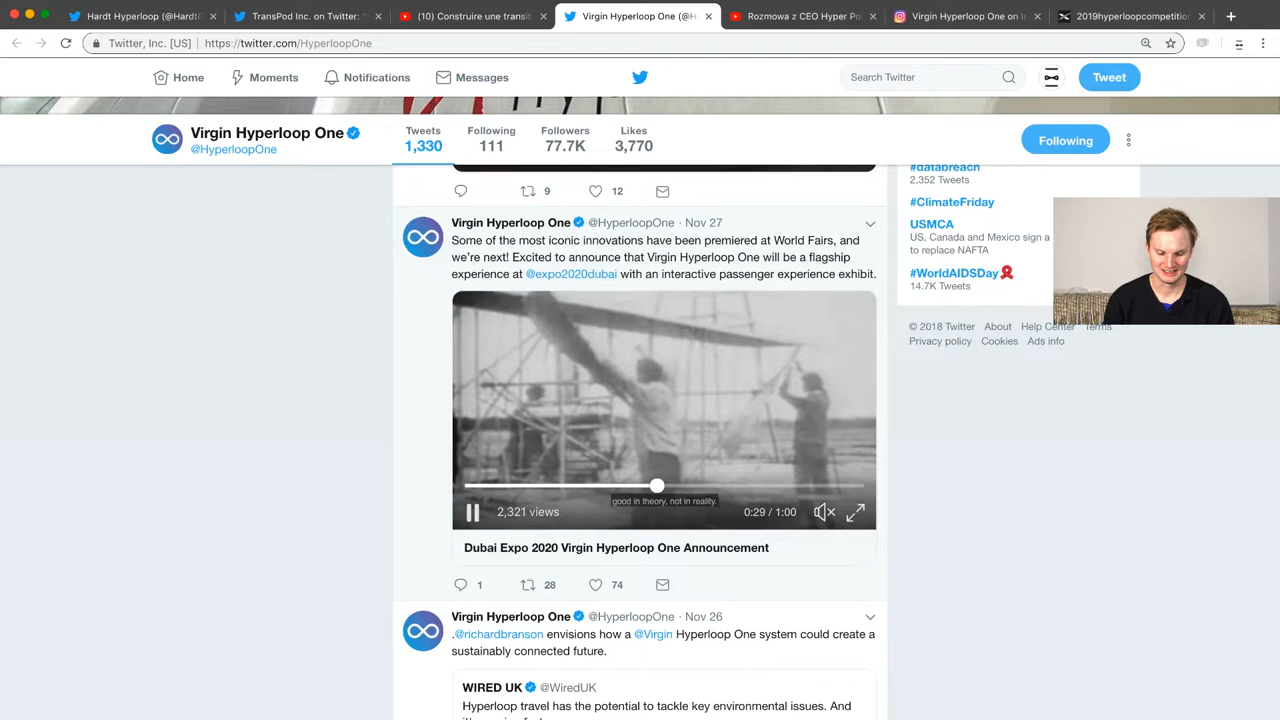 Hardt Hyperloop (@HardtG
TransPod Inc. on Twitter:
(10) Construire une transit
Virgin Hyperloop One (@H
Rozmowa z CEO Hyper Po
Virgin Hyperloop One on I
2019hyperloopcompetition
Twitter, Inc. [US] | https://twitter.com/HyperloopOne
Home
Moments
Notifications
Messages
Search Twitter
Tweet
Virgin Hyperloop One
@HyperloopOne
Tweets
1,330
Following
111
Followers
77.7K
Likes
3,770
Following
9
12
Virgin Hyperloop One @HyperloopOne · Nov 27
Some of the most iconic innovations have been premiered at World Fairs, and
we're next! Excited to announce that Virgin Hyperloop One will be a flagship
experience at @expo2020dubai with an interactive passenger experience exhibit.
good in theory, not in reality.
2,321 views
0:29 / 1:00
Dubai Expo 2020 Virgin Hyperloop One Announcement
1
28
74
Virgin Hyperloop One @HyperloopOne · Nov 26
.@richardbranson envisions how a @Virgin Hyperloop One system could create a
sustainably connected future.
WIRED UK @WiredUK
Hyperloop travel has the potential to tackle key environmental issues. And
#databreach
2,352 Tweets
#ClimateFriday
USMCA
US, Canada and Mexico sign a
to replace NAFTA
#WorldAIDSDay
14.7K Tweets
© 2018 Twitter About Help Center Terms
Privacy policy Cookies Ads info